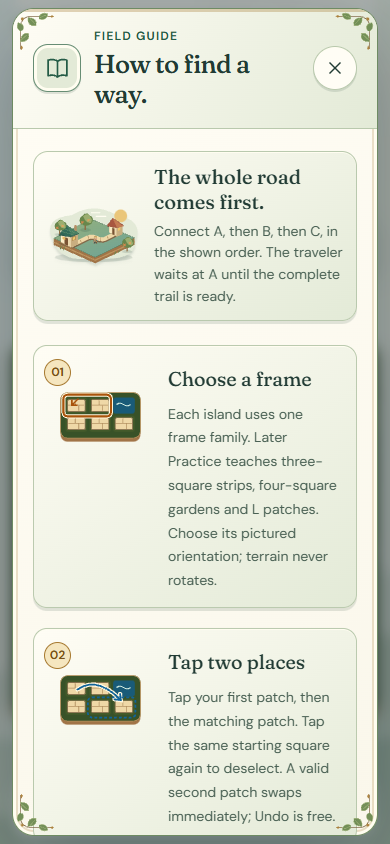 FIELD GUIDE
How to find a
way.
The whole road
comes first.
Connect A, then B, then C, in
the shown order. The traveler
waits at A until the complete
trail is ready.
01
Choose a frame
Each island uses one
frame family. Later
Practice teaches three-
square strips, four-square
gardens and L patches.
Choose its pictured
orientation; terrain never
rotates.
02
Tap two places
Tap your first patch, then
the matching patch. Tap
the same starting square
again to deselect. A valid
second patch swaps
immediately; Undo is free.